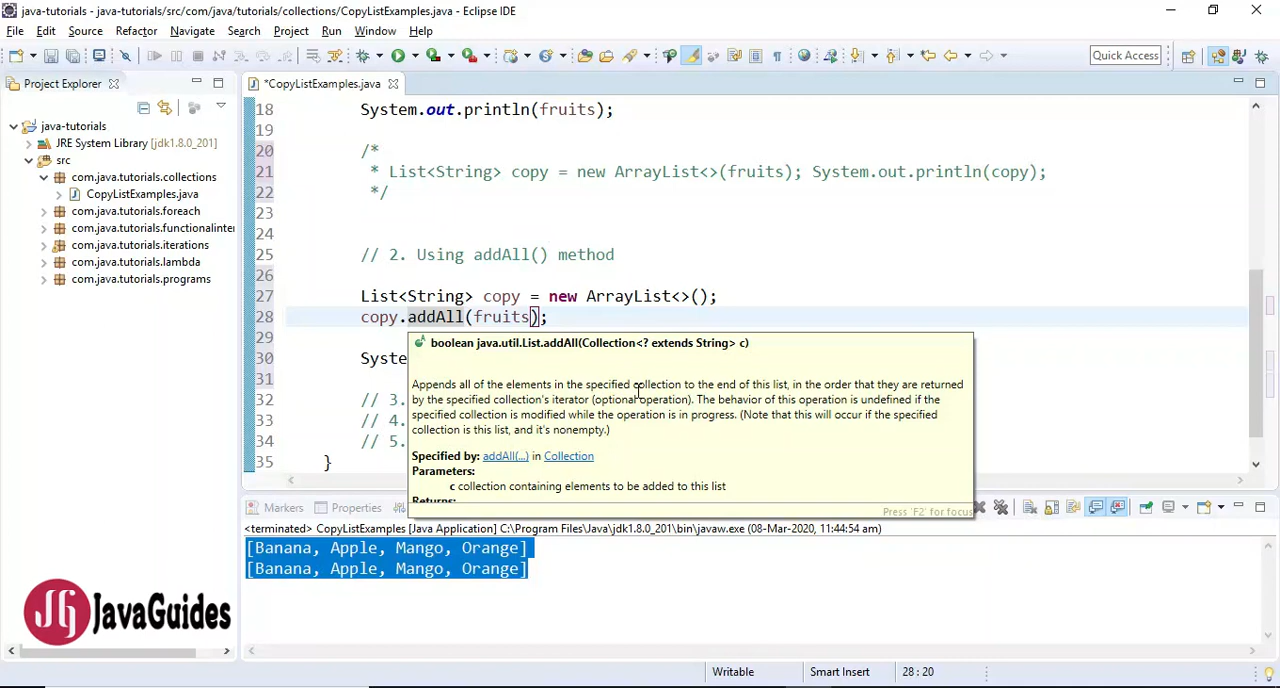 java-tutorials - java-tutorials/src/com/java/tutorials/collections/CopyListExamples.java - Eclipse IDE
File Edit Source Refactor Navigate Search Project Run Window Help
Quick Access
Project Explorer
*CopyListExamples.java
java-tutorials
JRE System Library [jdk1.8.0_201]
src
com.java.tutorials.collections
CopyListExamples.java
com.java.tutorials.foreach
com.java.tutorials.functionalinter
com.java.tutorials.iterations
com.java.tutorials.lambda
com.java.tutorials.programs
18 System.out.println(fruits);
19
20 /*
21 * List<String> copy = new ArrayList<>(fruits); System.out.println(copy);
22 */
23
24
25 // 2. Using addAll() method
26
27 List<String> copy = new ArrayList<>();
28 copy.addAll(fruits);
29
30 Syste
31
32 // 3.
33 // 4.
34 // 5.
35 }
boolean java.util.List.addAll(Collection<? extends String> c)
Appends all of the elements in the specified collection to the end of this list, in the order that they are returned
by the specified collection's iterator (optional operation). The behavior of this operation is undefined if the
specified collection is modified while the operation is in progress. (Note that this will occur if the specified
collection is this list, and it's nonempty.)
Specified by: addAll(...) in Collection
Parameters:
c collection containing elements to be added to this list
Returns:
Press 'F2' for focus
Markers Properties
<terminated> CopyListExamples [Java Application] C:\Program Files\Java\jdk1.8.0_201\bin\javaw.exe (08-Mar-2020, 11:44:54 am)
[Banana, Apple, Mango, Orange]
[Banana, Apple, Mango, Orange]
JG JavaGuides
Writable Smart Insert 28 : 20